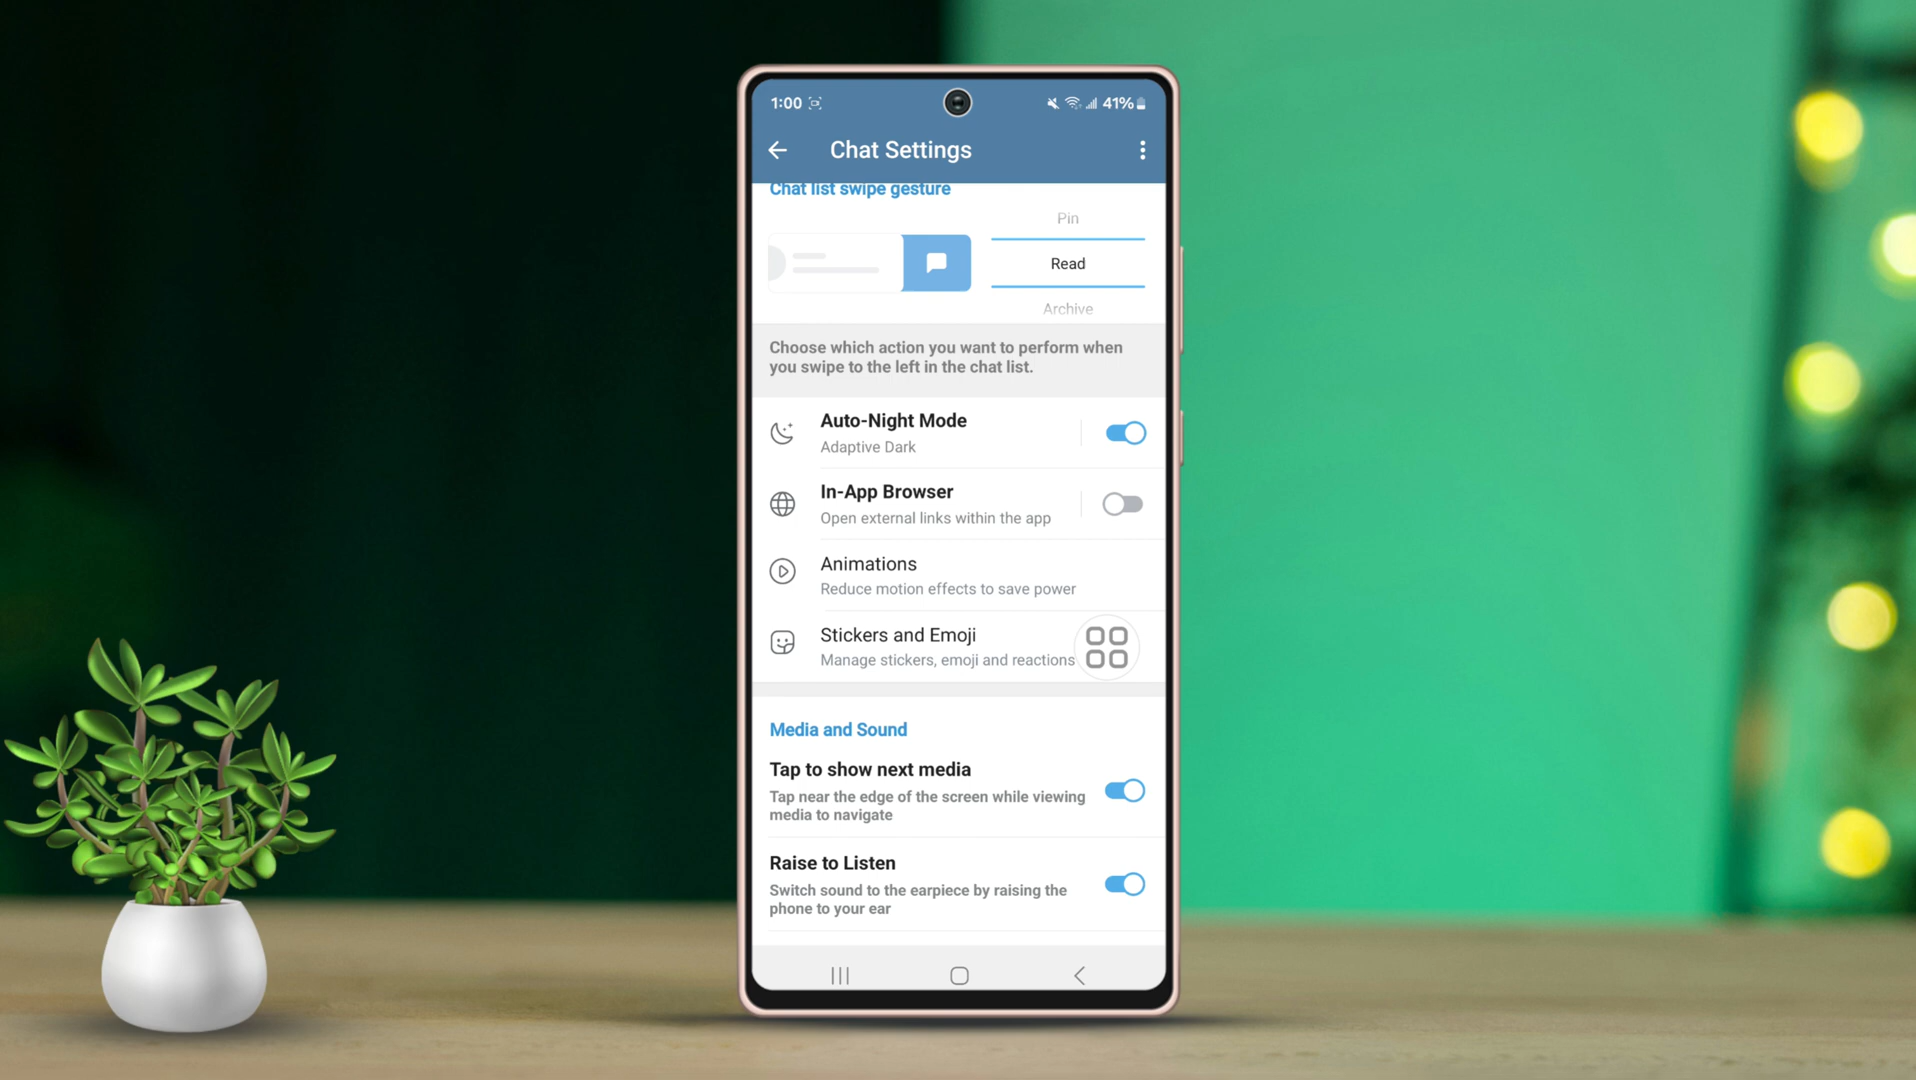 1:00 41%
Chat Settings
Chat list swipe gesture
Pin
Read
Archive
Choose which action you want to perform when
you swipe to the left in the chat list.
Auto-Night Mode
Adaptive Dark
In-App Browser
Open external links within the app
Animations
Reduce motion effects to save power
Stickers and Emoji
Manage stickers, emoji and reactions
Media and Sound
Tap to show next media
Tap near the edge of the screen while viewing
media to navigate
Raise to Listen
Switch sound to the earpiece by raising the
phone to your ear